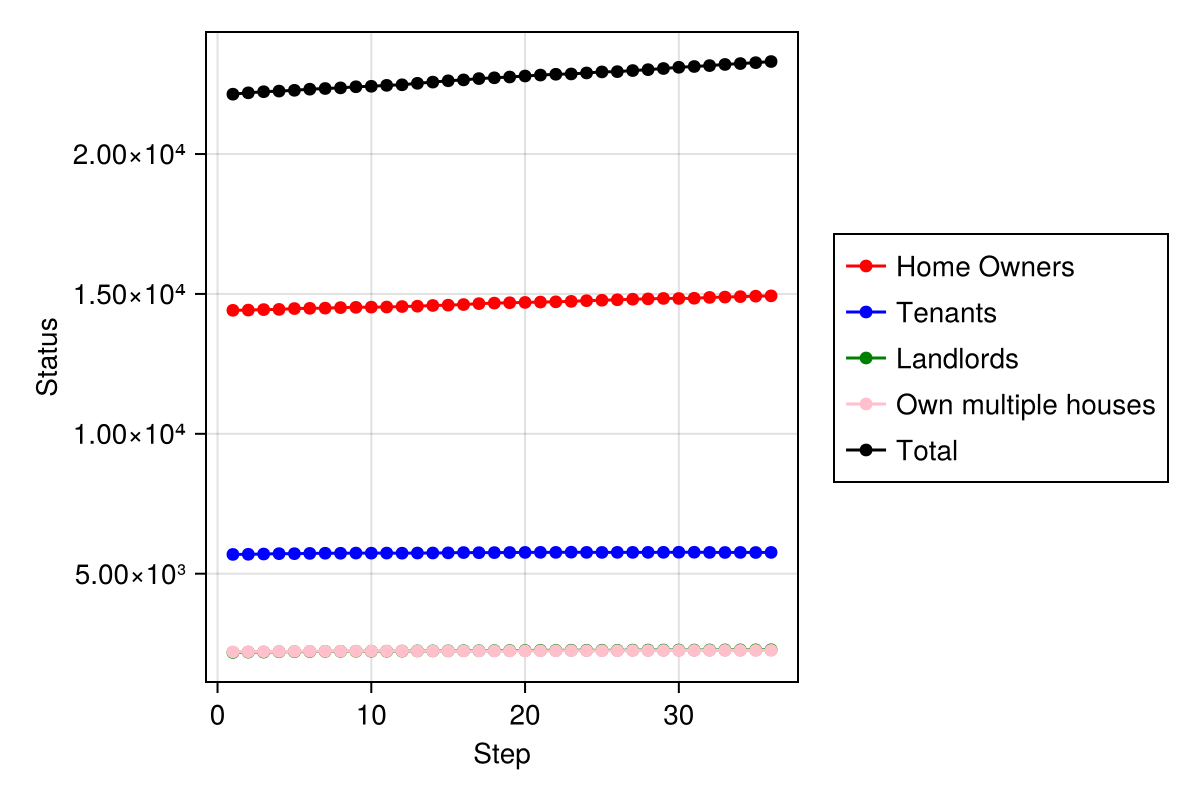 2.00×10⁴
1.50×10⁴
1.00×10⁴
5.00×10³
Status
0 10 20 30
Step
Home Owners
Tenants
Landlords
Own multiple houses
Total